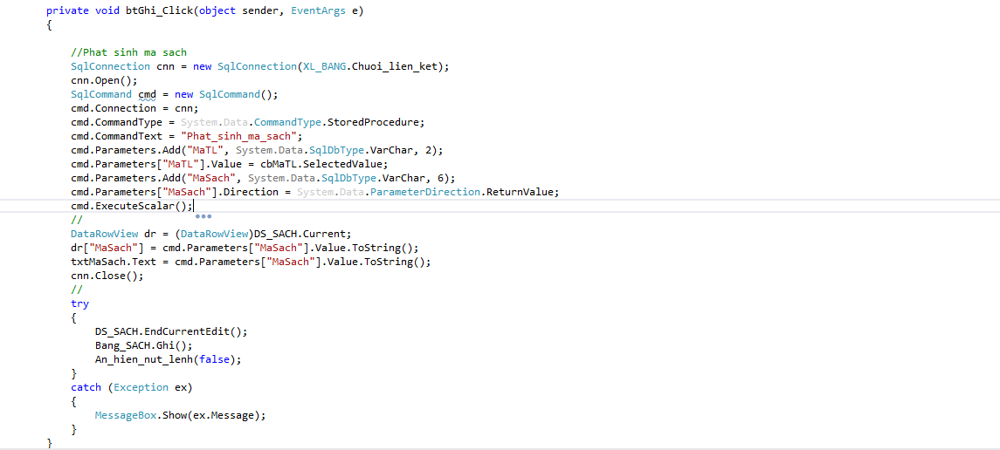 private void btGhi_Click(object sender, EventArgs e)
{
//Phat sinh ma sach
SqlConnection cnn = new SqlConnection(XL_BANG.Chuoi_lien_ket);
cnn.Open();
SqlCommand cmd = new SqlCommand();
cmd.Connection = cnn;
cmd.CommandType = System.Data.CommandType.StoredProcedure;
cmd.CommandText = "Phat_sinh_ma_sach";
cmd.Parameters.Add("MaTL", System.Data.SqlDbType.VarChar, 2);
cmd.Parameters["MaTL"].Value = cbMaTL.SelectedValue;
cmd.Parameters.Add("MaSach", System.Data.SqlDbType.VarChar, 6);
cmd.Parameters["MaSach"].Direction = System.Data.ParameterDirection.ReturnValue;
cmd.ExecuteScalar();
//
DataRowView dr = (DataRowView)DS_SACH.Current;
dr["MaSach"] = cmd.Parameters["MaSach"].Value.ToString();
txtMaSach.Text = cmd.Parameters["MaSach"].Value.ToString();
cnn.Close();
//
try
{
DS_SACH.EndCurrentEdit();
Bang_SACH.Ghi();
An_hien_nut_lenh(false);
}
catch (Exception ex)
{
MessageBox.Show(ex.Message);
}
}